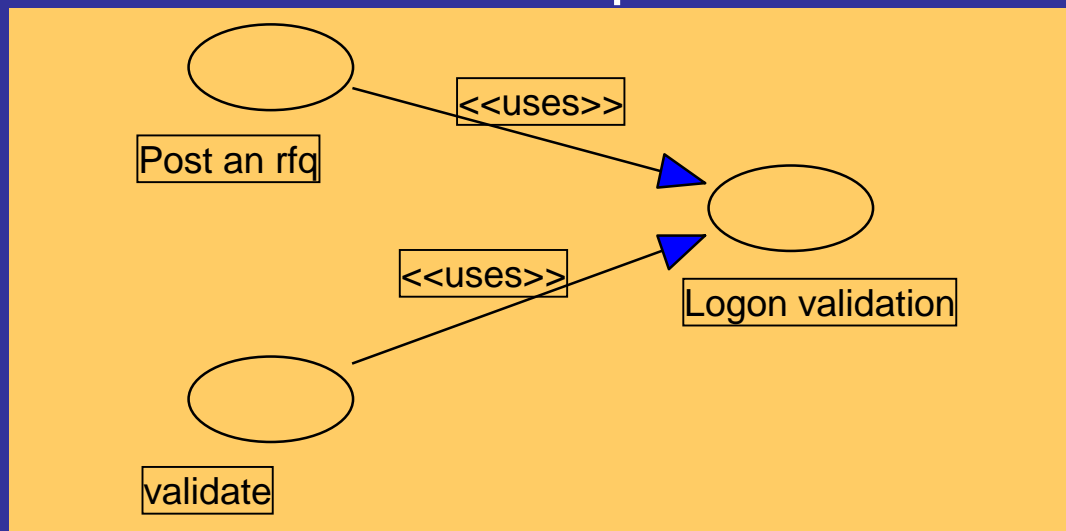 <<uses>>
Post an rfq
<<uses>>
Logon validation
validate